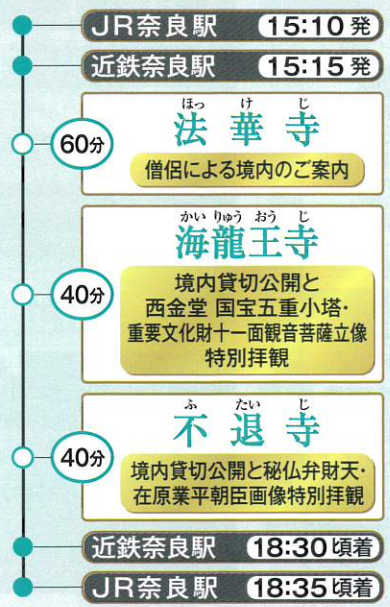 JR奈良駅 15:10発
近鉄奈良駅 15:15発
60分
ほっ け じ
法華寺
僧侶による境内のご案内
40分
かい りゅう おう じ
海龍王寺
境内貸切公開と
西金堂 国宝五重小塔・
重要文化財十一面観音菩薩立像
特別拝観
40分
ふ たい じ
不退寺
境内貸切公開と秘仏弁財天・
在原業平朝臣画像特別拝観
近鉄奈良駅 18:30頃着
JR奈良駅 18:35頃着